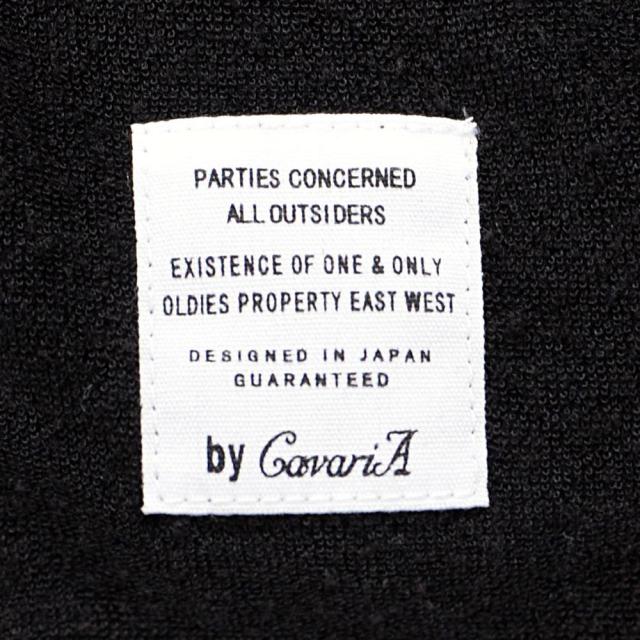 PARTIES CONCERNED
ALL OUTSIDERS
EXISTENCE OF ONE & ONLY
OLDIES PROPERTY EAST WEST
DESIGNED IN JAPAN
GUARANTEED
by CavariA